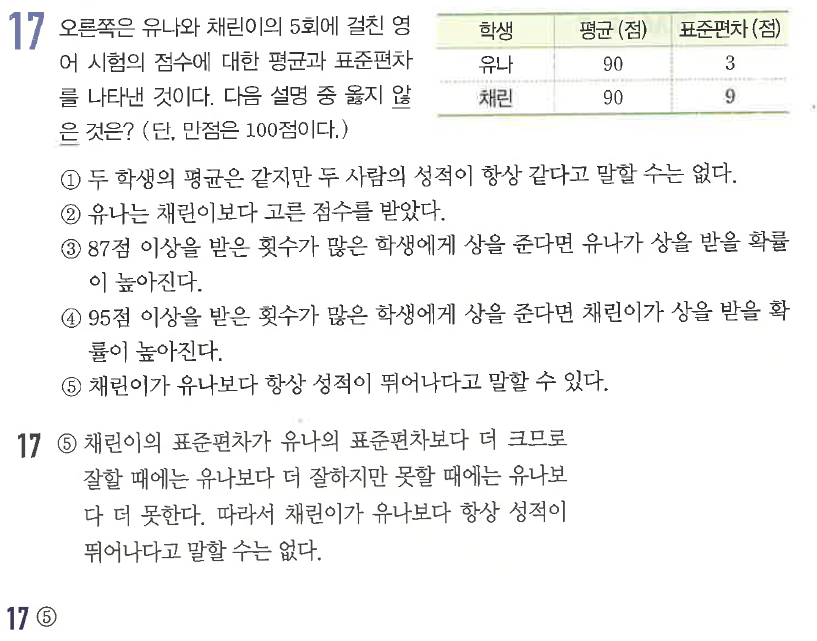 17 오른쪽은 유나와 채린이의 5회에 걸친 영
어 시험의 점수에 대한 평균과 표준편차
를 나타낸 것이다. 다음 설명 중 옳지 않
은 것은? (단, 만점은 100점이다.)
학생 평균 (점) 표준편차 (점)
유나 90 3
채린 90 9
① 두 학생의 평균은 같지만 두 사람의 성적이 항상 같다고 말할 수는 없다.
② 유나는 채린이보다 고른 점수를 받았다.
③ 87점 이상을 받은 횟수가 많은 학생에게 상을 준다면 유나가 상을 받을 확률
이 높아진다.
④ 95점 이상을 받은 횟수가 많은 학생에게 상을 준다면 채린이가 상을 받을 확
률이 높아진다.
⑤ 채린이가 유나보다 항상 성적이 뛰어나다고 말할 수 있다.
17 ⑤ 채린이의 표준편차가 유나의 표준편차보다 더 크므로
잘할 때에는 유나보다 더 잘하지만 못할 때에는 유나보
다 더 못한다. 따라서 채린이가 유나보다 항상 성적이
뛰어나다고 말할 수는 없다.
17 ⑤